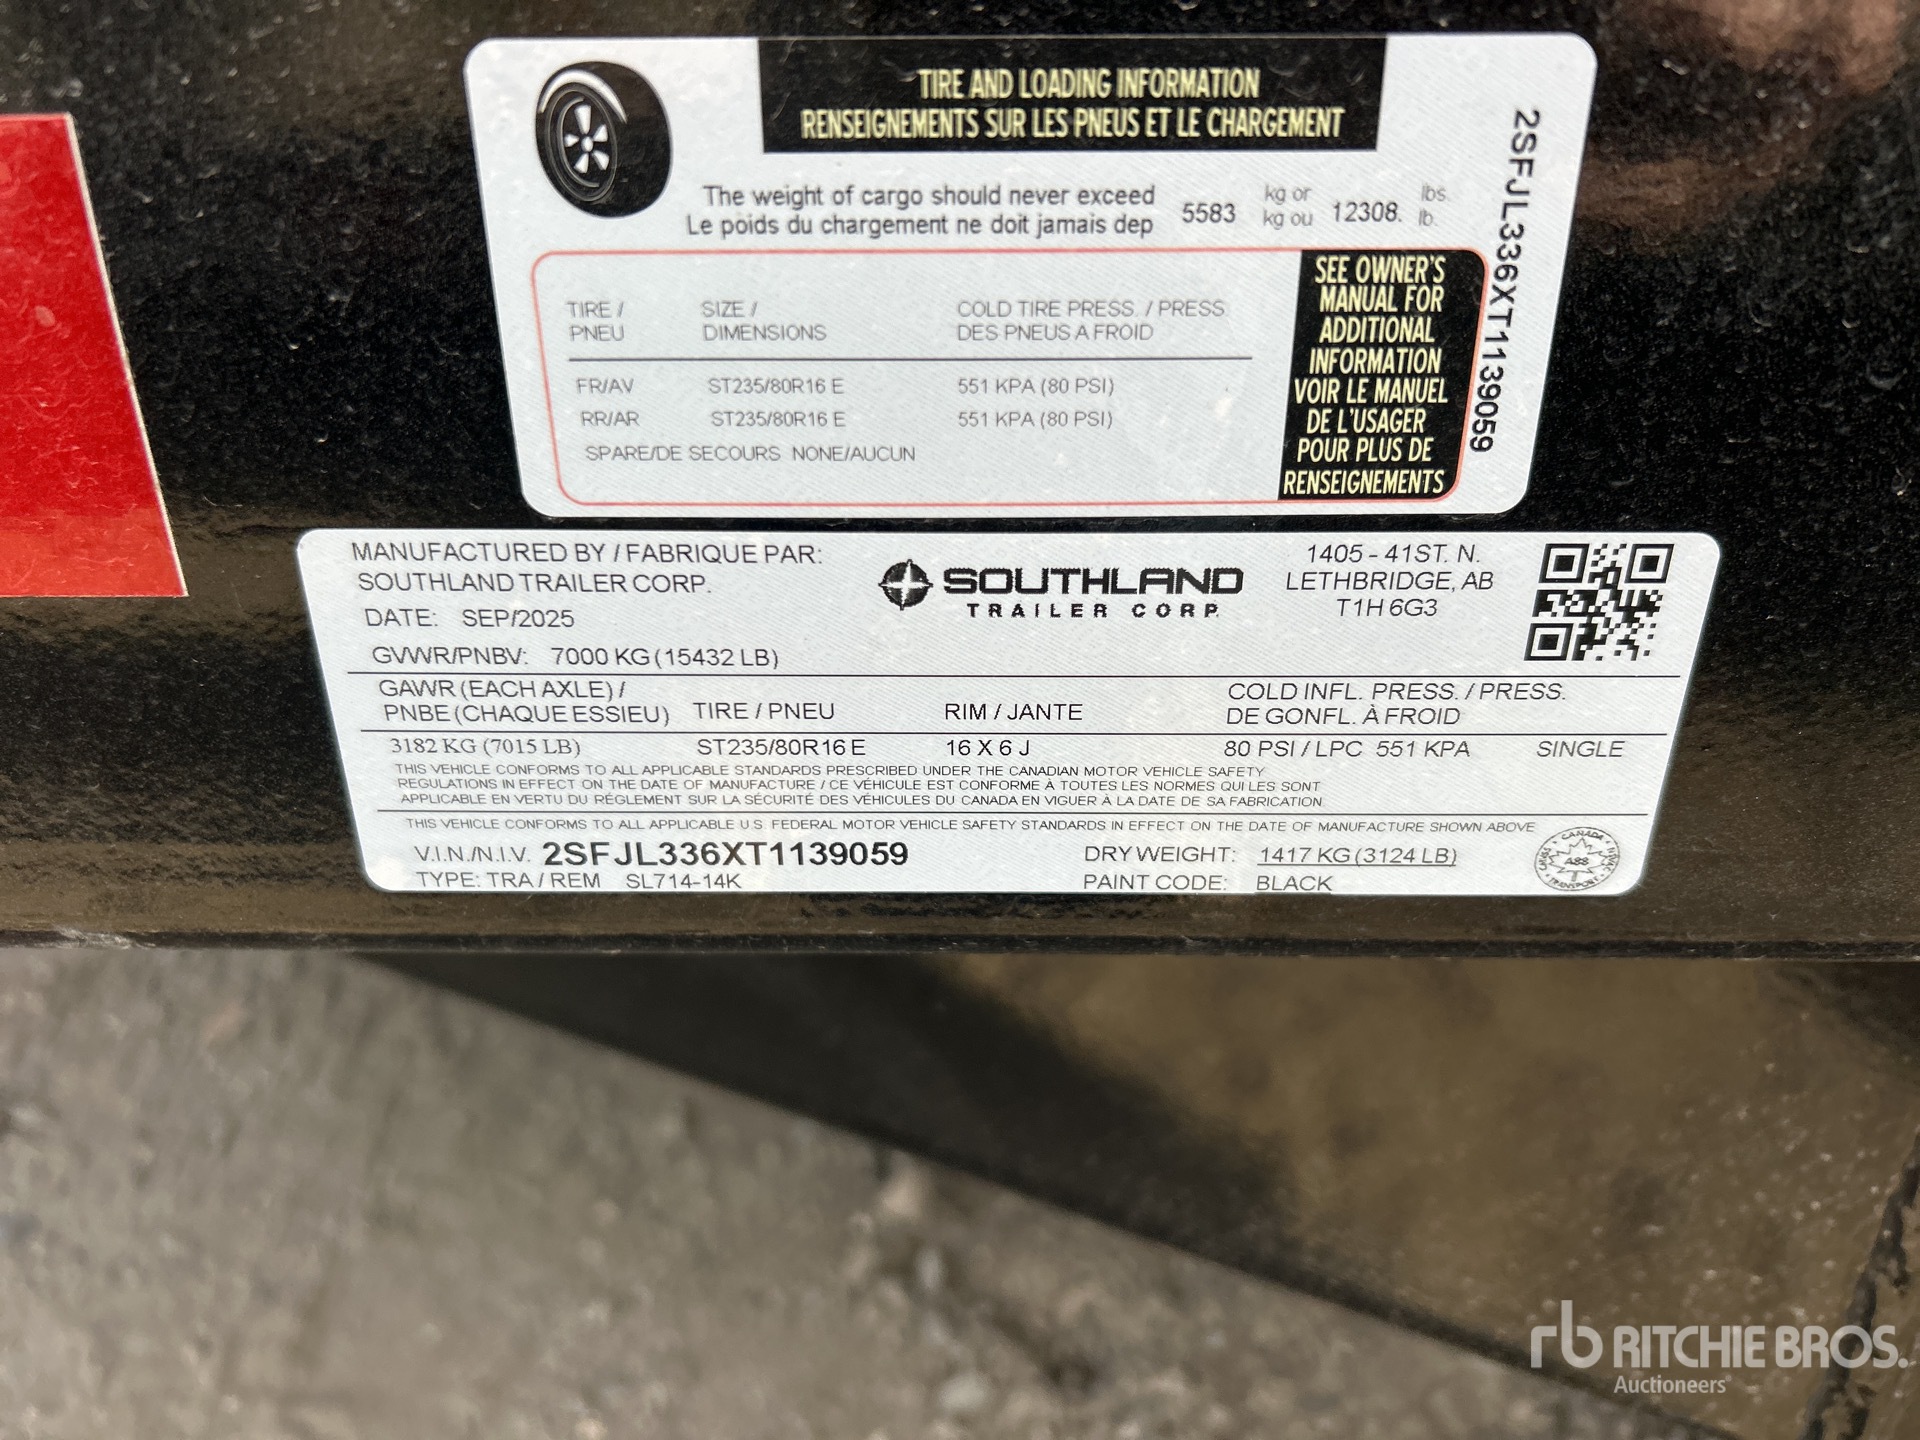 TIRE AND LOADING INFORMATION
RENSEIGNEMENTS SUR LES PNEUS ET LE CHARGEMENT
The weight of cargo should never exceed 5583 kg or 12308. lbs.
Le poids du chargement ne doit jamais dep kg ou lb.
TIRE / SIZE / COLD TIRE PRESS. / PRESS
PNEU DIMENSIONS DES PNEUS A FROID
FR/AV ST235/80R16 E 551 KPA (80 PSI)
RR/AR ST235/80R16 E 551 KPA (80 PSI)
SPARE/DE SECOURS NONE/AUCUN
SEE OWNER'S
MANUAL FOR
ADDITIONAL
INFORMATION
VOIR LE MANUEL
DE L'USAGER
POUR PLUS DE
RENSEIGNEMENTS
2SFJL336XT1139059
MANUFACTURED BY / FABRIQUE PAR:
SOUTHLAND TRAILER CORP.
DATE: SEP/2025
GVWR/PNBV: 7000 KG (15432 LB)
SOUTHLAND
TRAILER CORP.
1405 - 41ST. N.
LETHBRIDGE, AB
T1H 6G3
GAWR (EACH AXLE) / COLD INFL. PRESS. / PRESS.
PNBE (CHAQUE ESSIEU) TIRE / PNEU RIM / JANTE DE GONFL. À FROID
3182 KG (7015 LB) ST235/80R16 E 16 X 6 J 80 PSI / LPC 551 KPA SINGLE
THIS VEHICLE CONFORMS TO ALL APPLICABLE STANDARDS PRESCRIBED UNDER THE CANADIAN MOTOR VEHICLE SAFETY
REGULATIONS IN EFFECT ON THE DATE OF MANUFACTURE / CE VÉHICULE EST CONFORME À TOUTES LES NORMES QUI LES SONT
APPLICABLE EN VERTU DU RÉGLEMENT SUR LA SÉCURITÉ DES VÉHICULES DU CANADA EN VIGUER À LA DATE DE SA FABRICATION
THIS VEHICLE CONFORMS TO ALL APPLICABLE U.S. FEDERAL MOTOR VEHICLE SAFETY STANDARDS IN EFFECT ON THE DATE OF MANUFACTURE SHOWN ABOVE
V.I.N./N.I.V. 2SFJL336XT1139059 DRY WEIGHT: 1417 KG (3124 LB)
TYPE: TRA / REM SL714-14K PAINT CODE: BLACK
CANADA
TRANSPORT
rb RITCHIE BROS.
Auctioneers